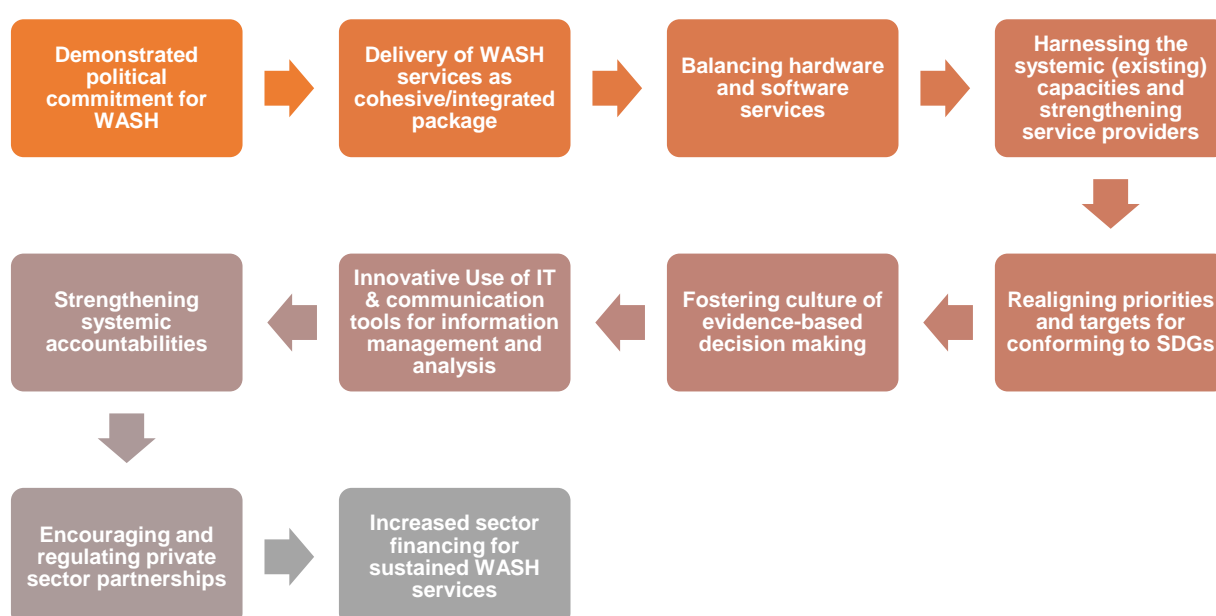 Demonstrated
political
commitment for
WASH
Delivery of WASH
services as
cohesive/integrated
package
Balancing hardware
and software
services
Harnessing the
systemic (existing)
capacities and
strengthening
service providers
Realigning priorities
and targets for
conforming to SDGs
Fostering culture of
evidence-based
decision making
Innovative Use of IT
& communication
tools for information
management and
analysis
Strengthening
systemic
accountabilities
Encouraging and
regulating private
sector partnerships
Increased sector
financing for
sustained WASH
services